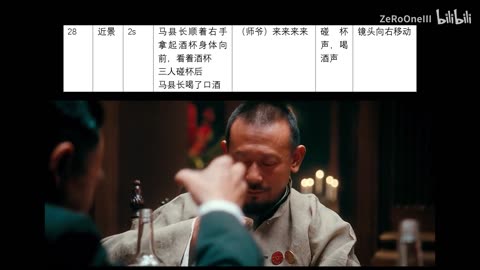 ZeRoOneIII bilibili
28 近景 2s 马县长顺着右手 (师爷)来来来来 碰杯 镜头向右移动
拿起酒杯身体向 声，喝
前，看着酒杯 酒声
三人碰杯后
马县长喝了口酒